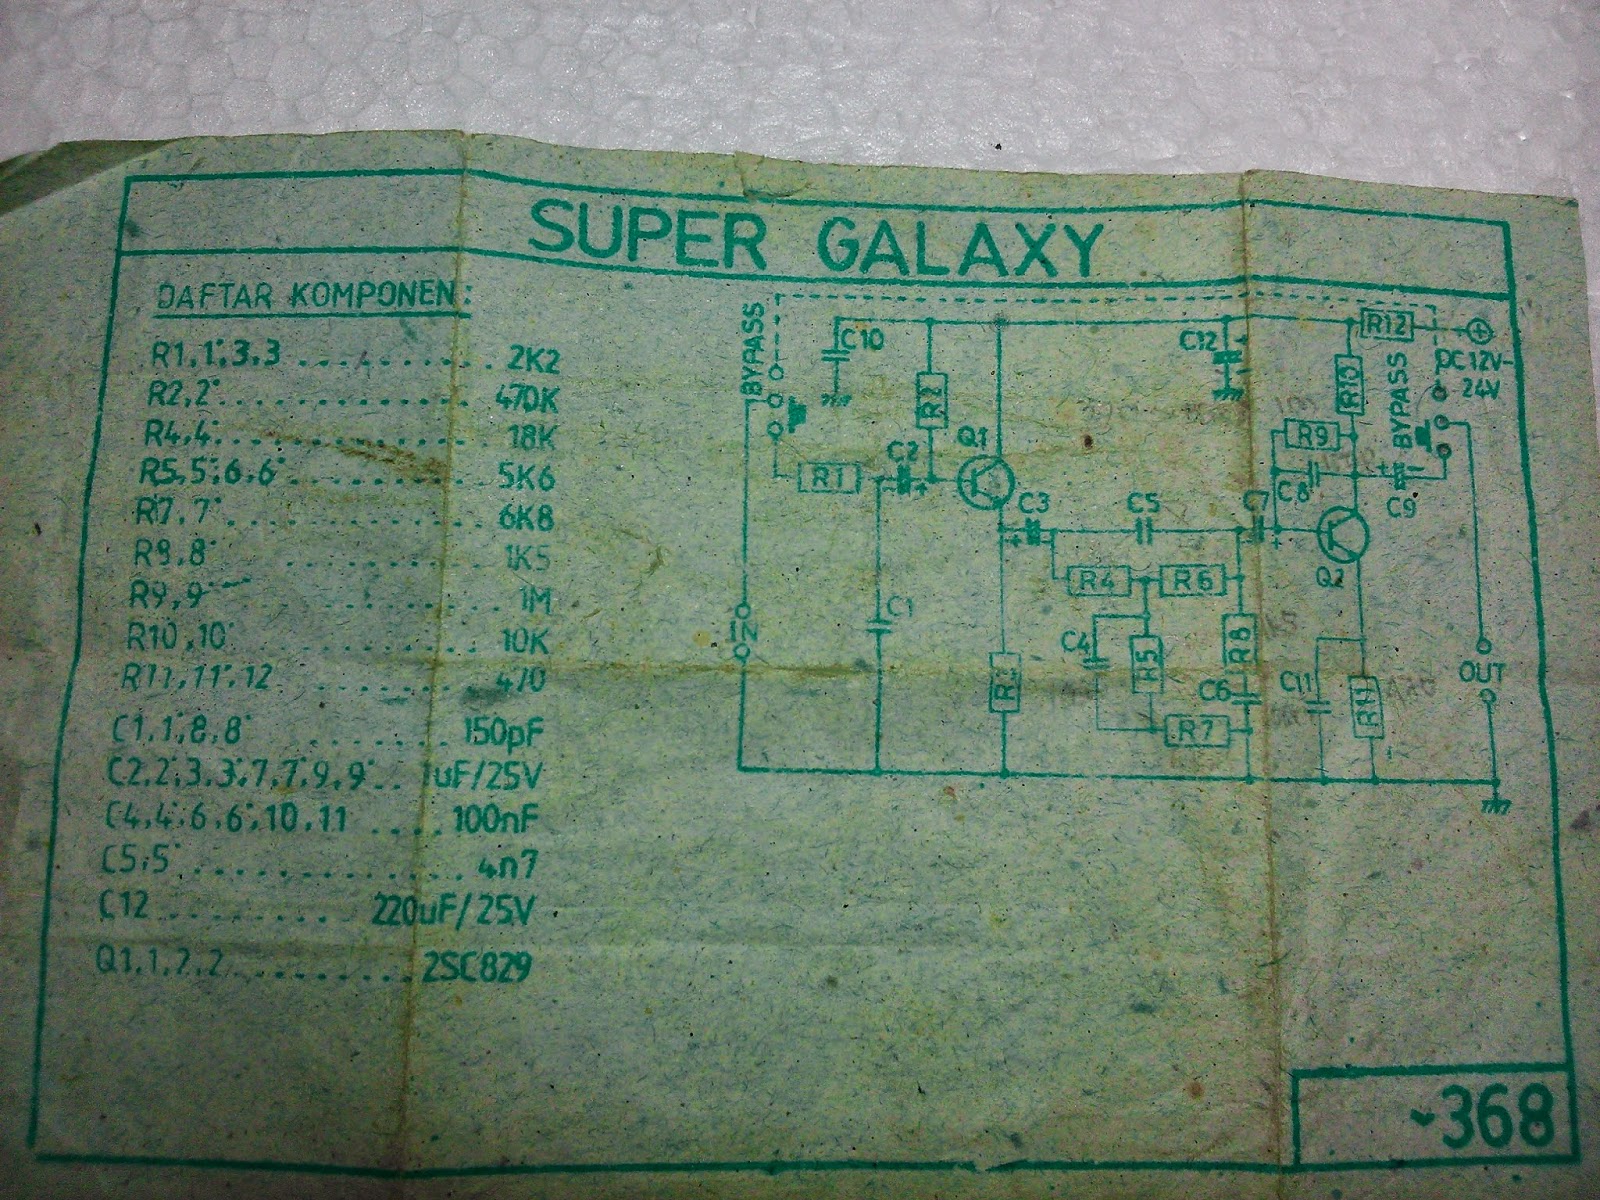 SUPER GALAXY
DAFTAR KOMPONEN:
R1,1',3,3 ............ 2K2
R2,2' ............ 470K
R4,4' ............ 18K
R5,5',6,6' ............ 5K6
R7,7' ............ 6K8
R9,8' ............ 1K5
R9,9' ............ 1M
R10,10' ............ 10K
R11,11',12 ............ 470
C1,1',8,8' ............ 150pF
C2,2',3,3',7,7',9,9' .. 1uF/25V
C4,4',6,6',10,11 .... 100nF
C5,5' ............ 4n7
C12 ........ 220uF/25V
Q1,1,2,2 ........ 2SC829
BYPASS
C10
C12
R12
DC 12V-
24V
R2
R10
BYPASS
R9
Q1
C2
R1
C8
C9
C3
C5
C7
Q2
R4
R6
C1
IN
C4
R5
R8
OUT
C6
C11
R11
R7
-368